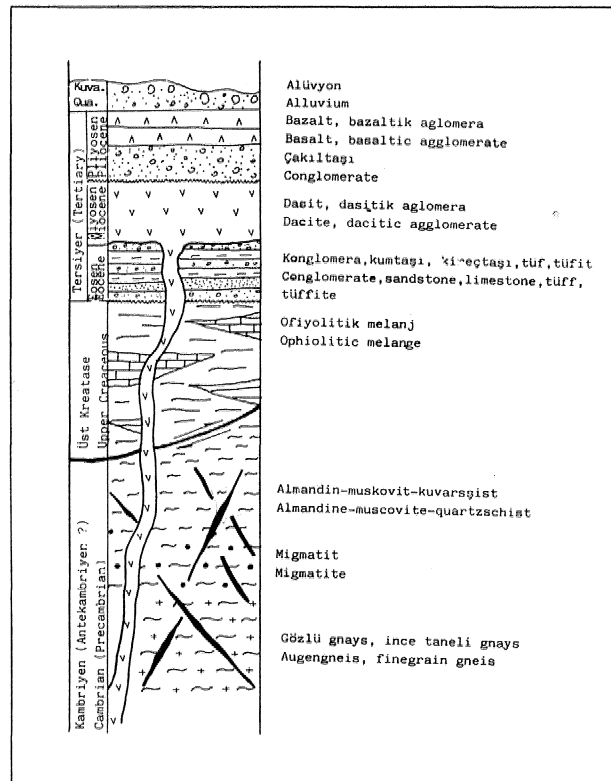 Kuva.
Qua.
Alüvyon
Alluvium
Bazalt, bazaltik aglomera
Basalt, basaltic agglomerate
Çakıltaşı
Conglomerate
Dasit, dasitik aglomera
Dacite, dacitic agglomerate
Konglomera,kumtaşı, kireçtaşı,tüf,tüfit
Conglomerate,sandstone,limestone,tüff,
tüffite
Ofiyolitik melanj
Ophiolitic melange
Almandin-muskovit-kuvarsşist
Almandine-muscovite-quartzschist
Migmatit
Migmatite
Gözlü gnays, ince taneli gnays
Augengneis, finegrain gneis
Tersiyer (Tertiary)
Pliyosen
Pliocene
Miyosen
Miocene
Eosen
Eocene
Üst Kreatase
Upper Creaceous
Kambriyen (Antekambriyen ?)
Cambrian (Precambrian)